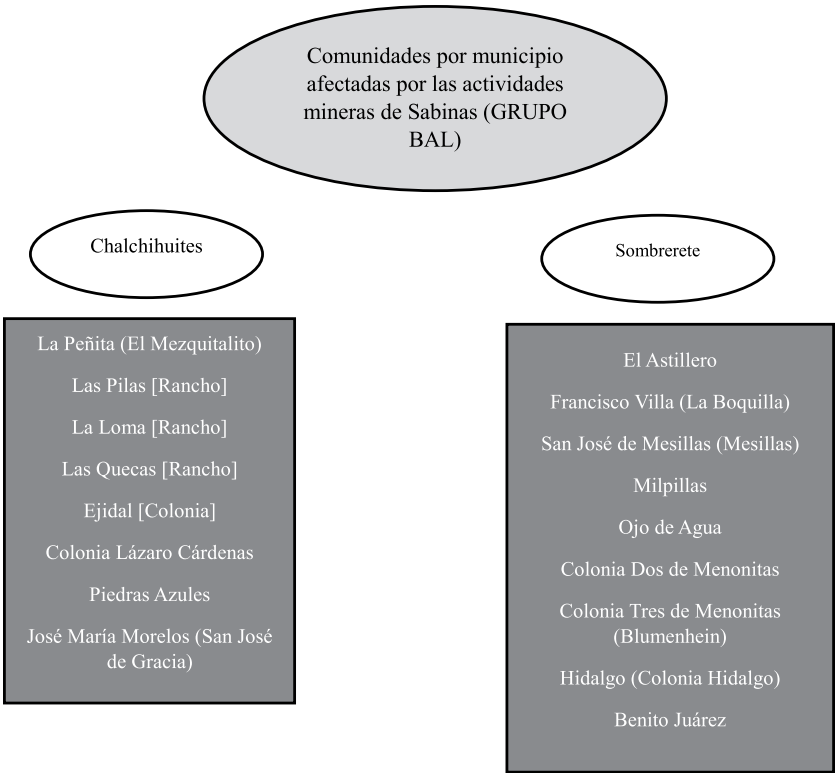 Comunidades por municipio
afectadas por las actividades
mineras de Sabinas (GRUPO
BAL)
Chalchihuites
La Peñita (El Mezquitalito)
Las Pilas [Rancho]
La Loma [Rancho]
Las Quecas [Rancho]
Ejidal [Colonia]
Colonia Lázaro Cárdenas
Piedras Azules
José María Morelos (San José
de Gracia)
Sombrerete
El Astillero
Francisco Villa (La Boquilla)
San José de Mesillas (Mesillas)
Milpillas
Ojo de Agua
Colonia Dos de Menonitas
Colonia Tres de Menonitas
(Blumenhein)
Hidalgo (Colonia Hidalgo)
Benito Juárez